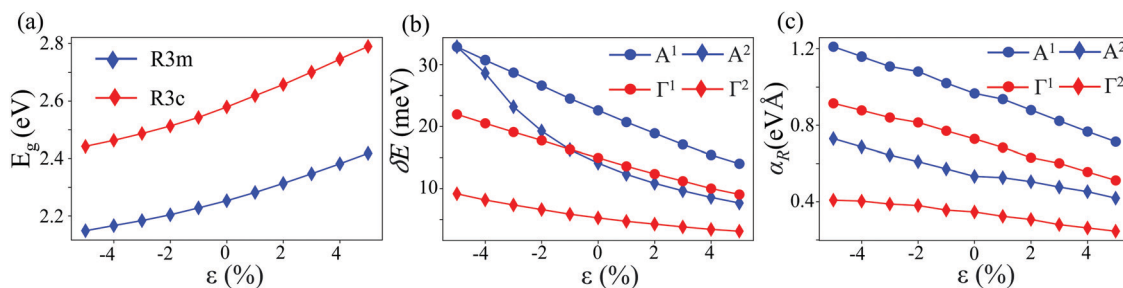 (a)
2.8
2.6
2.4
2.2
E_g (eV)
R3m
R3c
-4 -2 0 2 4
ε (%)
(b)
30
20
10
δE (meV)
A¹ A²
Γ¹ Γ²
-4 -2 0 2 4
ε (%)
(c)
1.2
0.8
0.4
α_R (eVÅ)
A¹ A²
Γ¹ Γ²
-4 -2 0 2 4
ε (%)